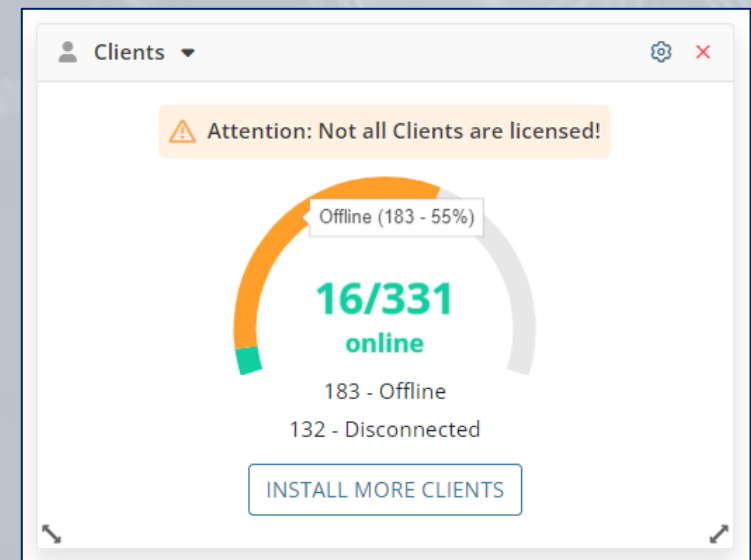 Clients
Attention: Not all Clients are licensed!
Offline (183 - 55%)
16/331
online
183 - Offline
132 - Disconnected
INSTALL MORE CLIENTS